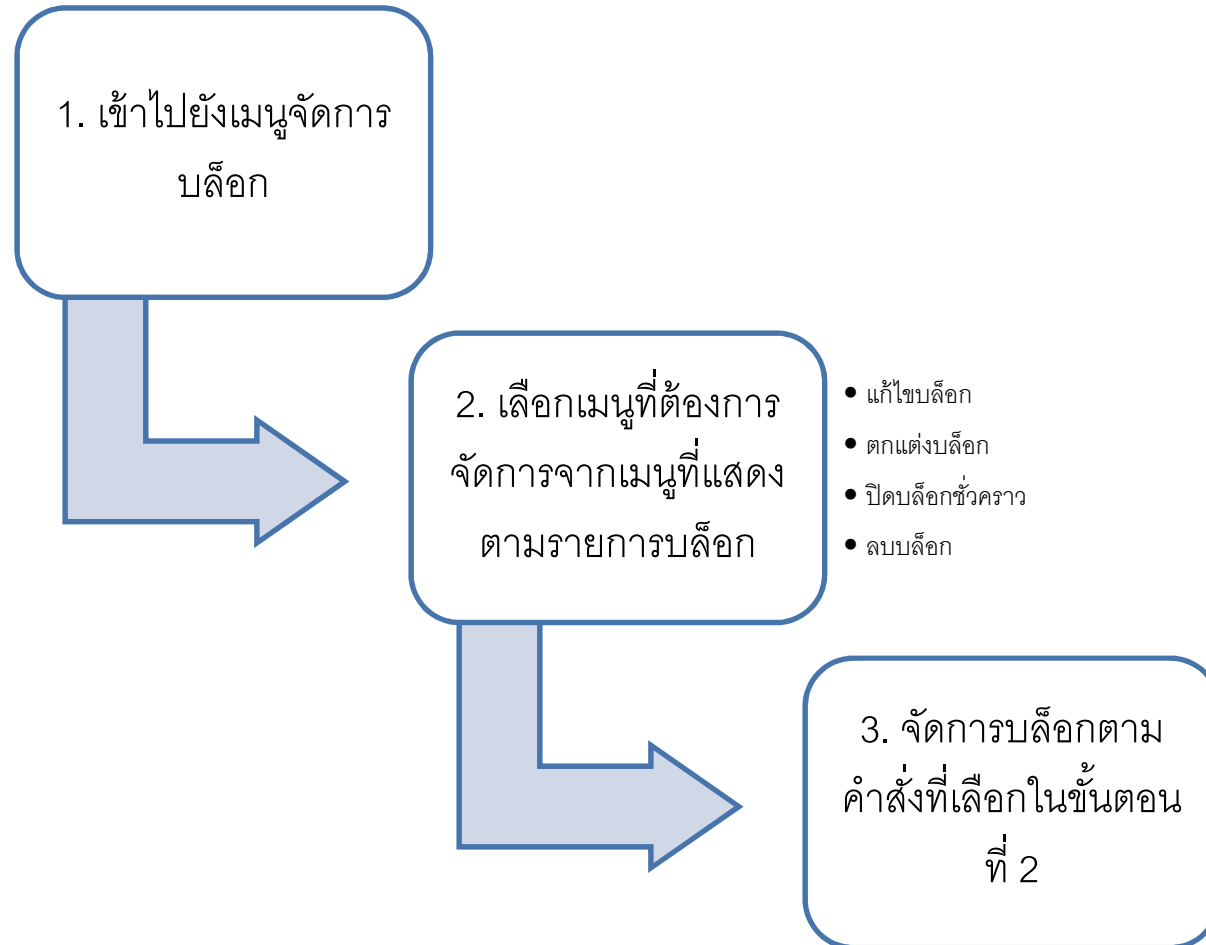 1. เข้าไปยังเมนูจัดการ
บล็อก
2. เลือกเมนูที่ต้องการ
จัดการจากเมนูที่แสดง
ตามรายการบล็อก
• แก้ไขบล็อก
• ตกแต่งบล็อก
• ปิดบล็อกชั่วคราว
• ลบบล็อก
3. จัดการบล็อกตาม
คำสั่งที่เลือกในขั้นตอน
ที่ 2